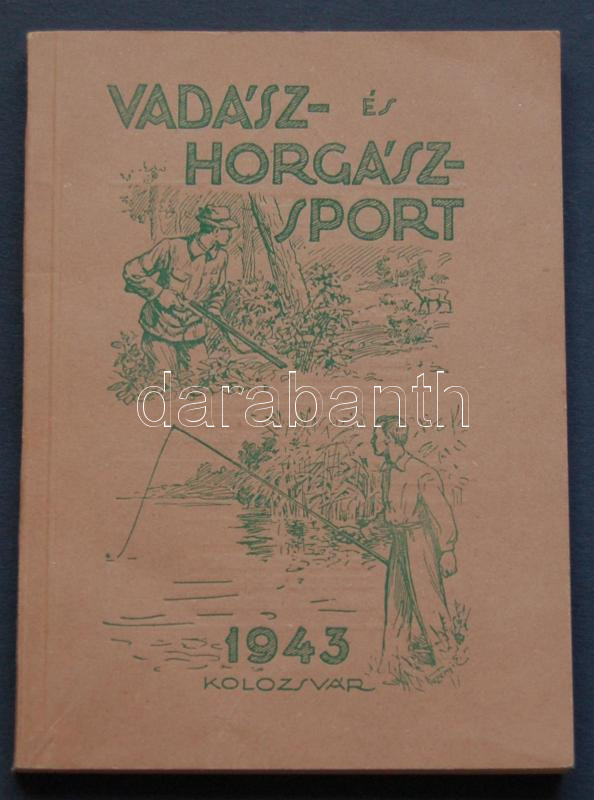 VADÁSZ- ÉS
HORGÁSZ-
SPORT
darabanth
1943
KOLOZSVÁR